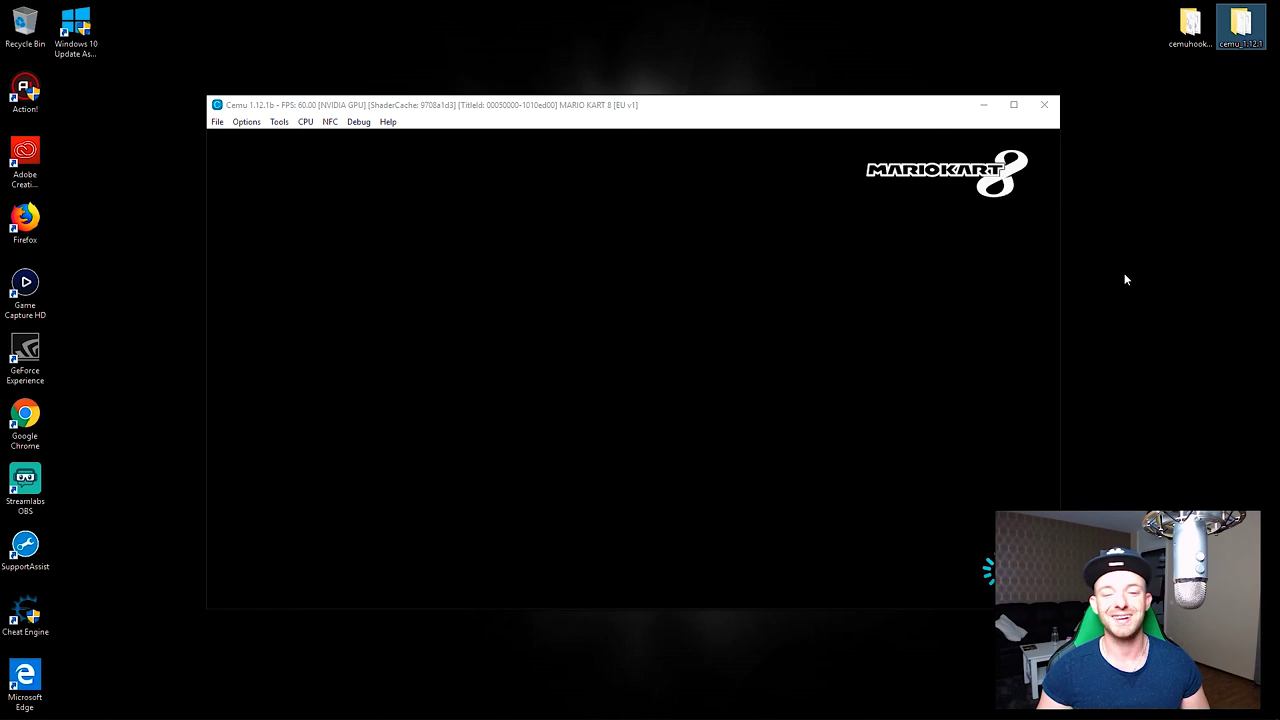 Recycle Bin
Windows 10
Update As...
Action!
Adobe
Creati...
Firefox
Game
Capture HD
GeForce
Experience
Google
Chrome
Streamlabs
OBS
SupportAssist
Cheat Engine
Microsoft
Edge
cemuhook...
cemu_1.12.1
Cemu 1.12.1b - FPS: 60.00 [NVIDIA GPU] [ShaderCache: 9708a1d3] [TitleId: 00050000-1010ed00] MARIO KART 8 [EU v1]
File Options Tools CPU NFC Debug Help
MARIOKART 8